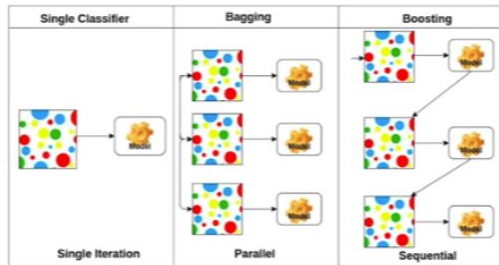 Single Classifier
Bagging
Boosting
Model
Model
Model
Model
Model
Model
Model
Single Iteration
Parallel
Sequential